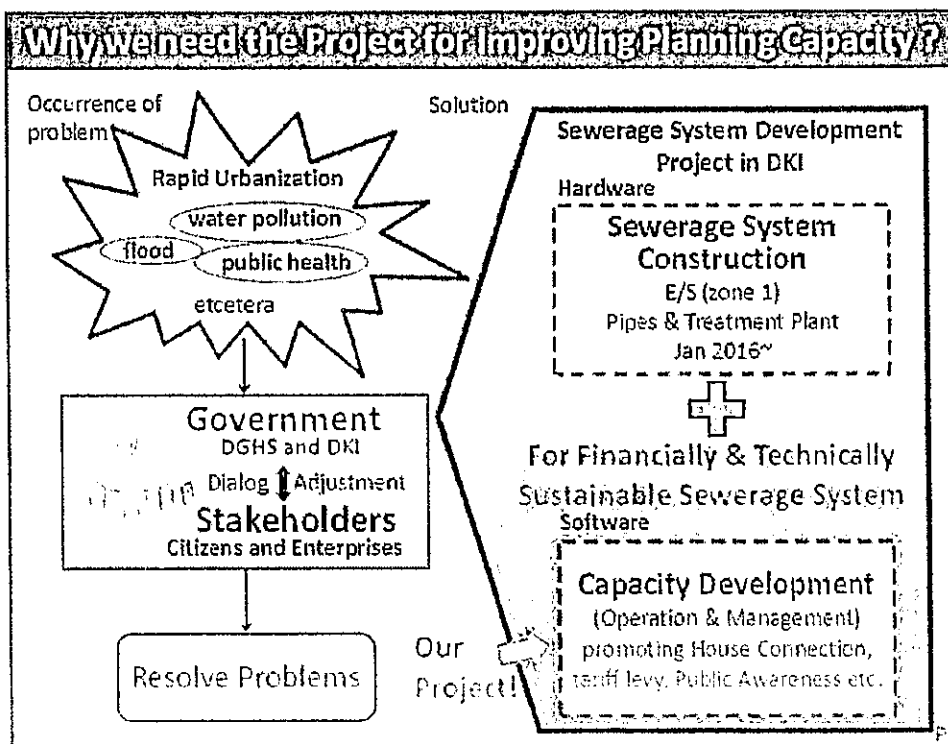 Why we need the Project for Improving Planning Capacity ?
Occurrence of
problem
Rapid Urbanization
water pollution
flood
public health
etcetera
Government
DGHS and DKI
Dialog Adjustment
Stakeholders
Citizens and Enterprises
Resolve Problems
Solution
Sewerage System Development
Project in DKI
Hardware
Sewerage System
Construction
E/S (zone 1)
Pipes & Treatment Plant
Jan 2016~
For Financially & Technically
Sustainable Sewerage System
Software
Capacity Development
(Operation & Management)
promoting House Connection,
tariff levy, Public Awareness etc.
Our
Project!